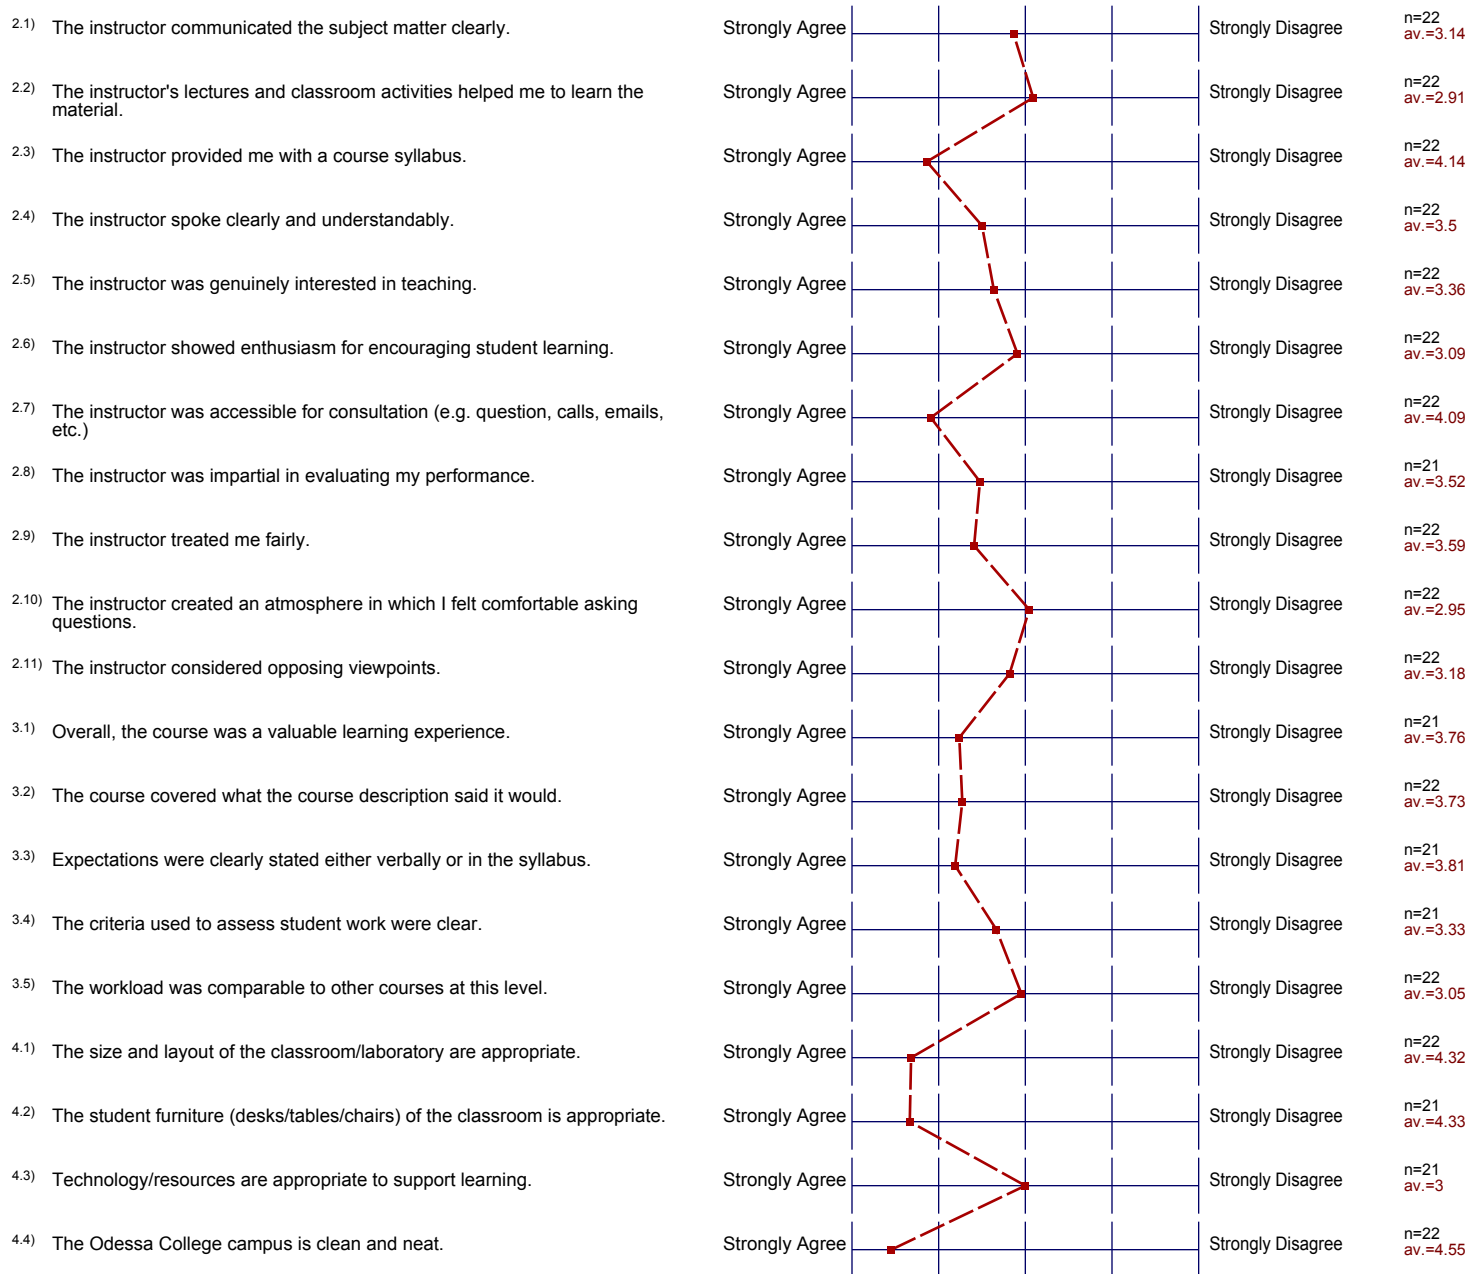 2.1) The instructor communicated the subject matter clearly. Strongly Agree Strongly Disagree n=22
av.=3.14
2.2) The instructor's lectures and classroom activities helped me to learn the Strongly Agree Strongly Disagree n=22
material. av.=2.91
2.3) The instructor provided me with a course syllabus. Strongly Agree Strongly Disagree n=22
av.=4.14
2.4) The instructor spoke clearly and understandably. Strongly Agree Strongly Disagree n=22
av.=3.5
2.5) The instructor was genuinely interested in teaching. Strongly Agree Strongly Disagree n=22
av.=3.36
2.6) The instructor showed enthusiasm for encouraging student learning. Strongly Agree Strongly Disagree n=22
av.=3.09
2.7) The instructor was accessible for consultation (e.g. question, calls, emails, Strongly Agree Strongly Disagree n=22
etc.) av.=4.09
2.8) The instructor was impartial in evaluating my performance. Strongly Agree Strongly Disagree n=21
av.=3.52
2.9) The instructor treated me fairly. Strongly Agree Strongly Disagree n=22
av.=3.59
2.10) The instructor created an atmosphere in which I felt comfortable asking Strongly Agree Strongly Disagree n=22
questions. av.=2.95
2.11) The instructor considered opposing viewpoints. Strongly Agree Strongly Disagree n=22
av.=3.18
3.1) Overall, the course was a valuable learning experience. Strongly Agree Strongly Disagree n=21
av.=3.76
3.2) The course covered what the course description said it would. Strongly Agree Strongly Disagree n=22
av.=3.73
3.3) Expectations were clearly stated either verbally or in the syllabus. Strongly Agree Strongly Disagree n=21
av.=3.81
3.4) The criteria used to assess student work were clear. Strongly Agree Strongly Disagree n=21
av.=3.33
3.5) The workload was comparable to other courses at this level. Strongly Agree Strongly Disagree n=22
av.=3.05
4.1) The size and layout of the classroom/laboratory are appropriate. Strongly Agree Strongly Disagree n=22
av.=4.32
4.2) The student furniture (desks/tables/chairs) of the classroom is appropriate. Strongly Agree Strongly Disagree n=21
av.=4.33
4.3) Technology/resources are appropriate to support learning. Strongly Agree Strongly Disagree n=21
av.=3
4.4) The Odessa College campus is clean and neat. Strongly Agree Strongly Disagree n=22
av.=4.55